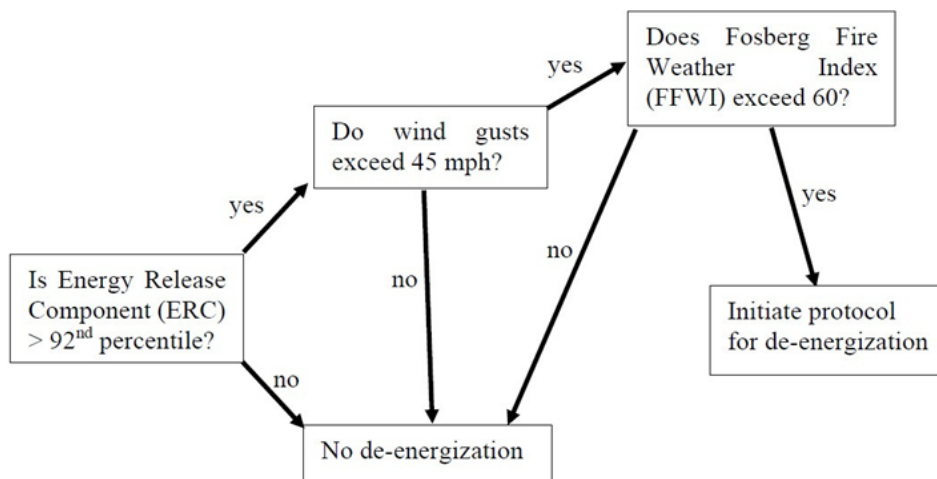 Does Fosberg Fire
Weather Index
(FFWI) exceed 60?
yes
Do wind gusts
exceed 45 mph?
yes
yes
no
no
Is Energy Release
Component (ERC)
> 92nd percentile?
Initiate protocol
for de-energization
no
No de-energization